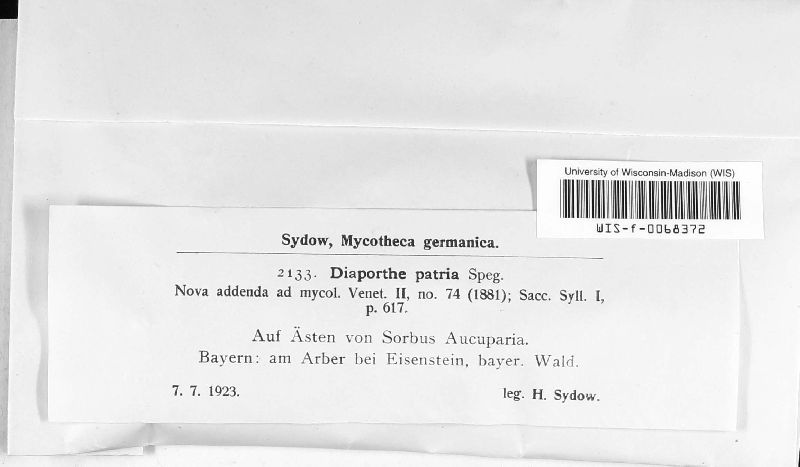 University of Wisconsin-Madison (WIS)
WIS-f-0068372
Sydow, Mycotheca germanica.
2133. Diaporthe patria Speg.
Nova addenda ad mycol. Venet. II, no. 74 (1881); Sacc. Syll. I,
p. 617.
Auf Ästen von Sorbus Aucuparia.
Bayern: am Arber bei Eisenstein, bayer. Wald.
7. 7. 1923. leg. H. Sydow.